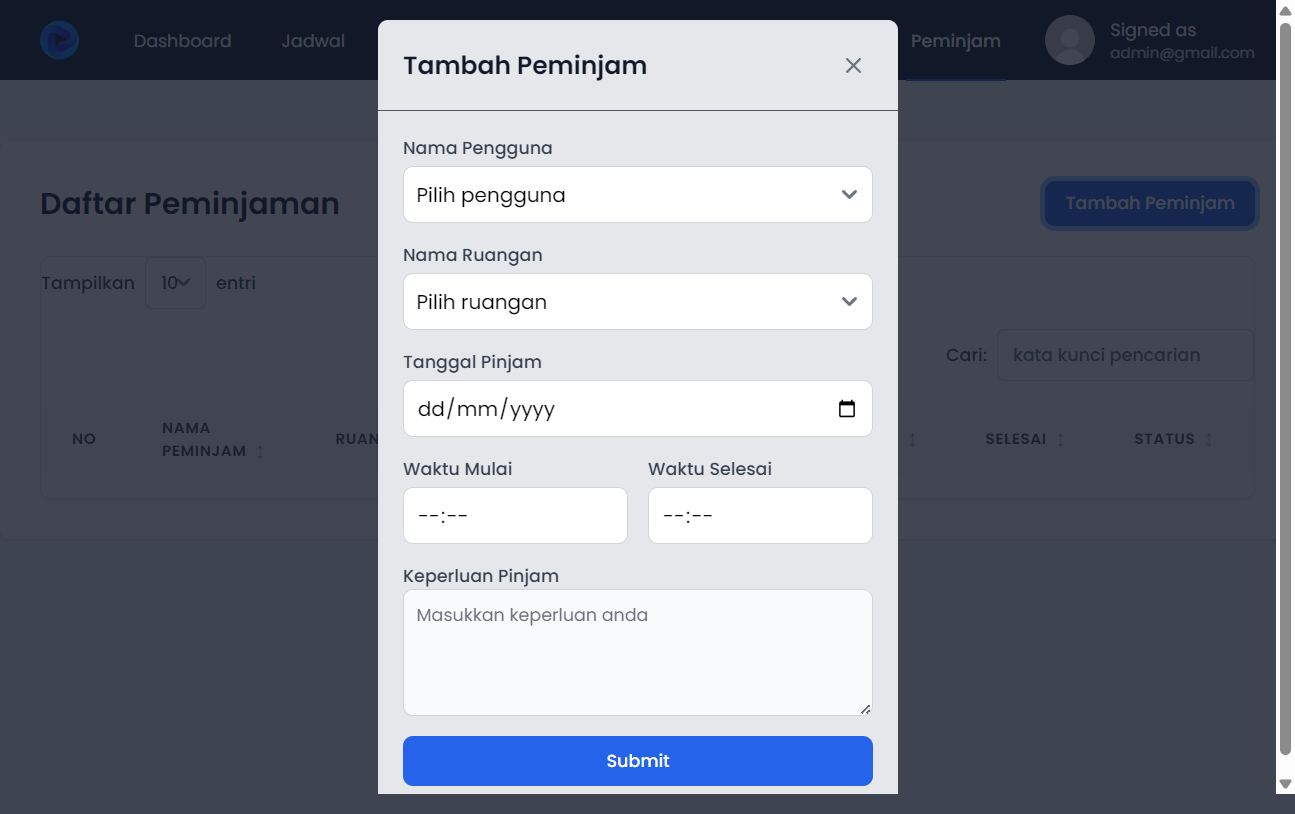 Dashboard
Jadwal
Peminjam
Signed as
admin@gmail.com
Tambah Peminjam
Nama Pengguna
Pilih pengguna
Nama Ruangan
Pilih ruangan
Tanggal Pinjam
dd/mm/yyyy
Waktu Mulai
Waktu Selesai
--:--
--:--
Keperluan Pinjam
Masukkan keperluan anda
Submit
Daftar Peminjaman
Tambah Peminjam
Tampilkan 10 entri
Cari: kata kunci pencarian
NO
NAMA
PEMINJAM
RUAN
SELESAI
STATUS